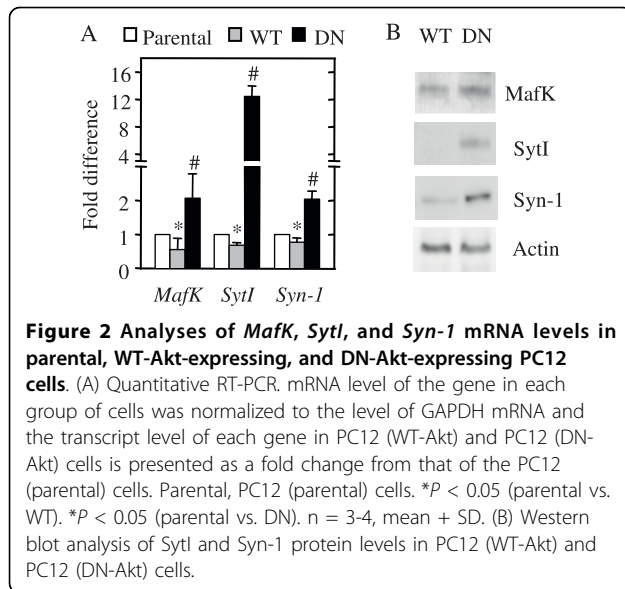 A □ Parental ■ WT ■ DN
Fold difference
16
12
8
4
2
1
0
#
#
#
*
*
*
MafK SytI Syn-1
B WT DN
MafK
SytI
Syn-1
Actin
Figure 2 Analyses of MafK, SytI, and Syn-1 mRNA levels in
parental, WT-Akt-expressing, and DN-Akt-expressing PC12
cells. (A) Quantitative RT-PCR. mRNA level of the gene in each
group of cells was normalized to the level of GAPDH mRNA and
the transcript level of each gene in PC12 (WT-Akt) and PC12 (DN-
Akt) cells is presented as a fold change from that of the PC12
(parental) cells. Parental, PC12 (parental) cells. *P < 0.05 (parental vs.
WT). *P < 0.05 (parental vs. DN). n = 3-4, mean + SD. (B) Western
blot analysis of SytI and Syn-1 protein levels in PC12 (WT-Akt) and
PC12 (DN-Akt) cells.